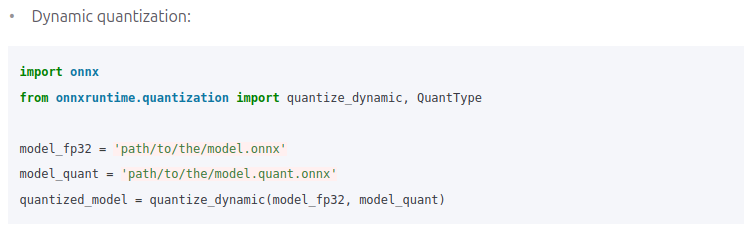 • Dynamic quantization:
import onnx
from onnxruntime.quantization import quantize_dynamic, QuantType
model_fp32 = 'path/to/the/model.onnx'
model_quant = 'path/to/the/model.quant.onnx'
quantized_model = quantize_dynamic(model_fp32, model_quant)